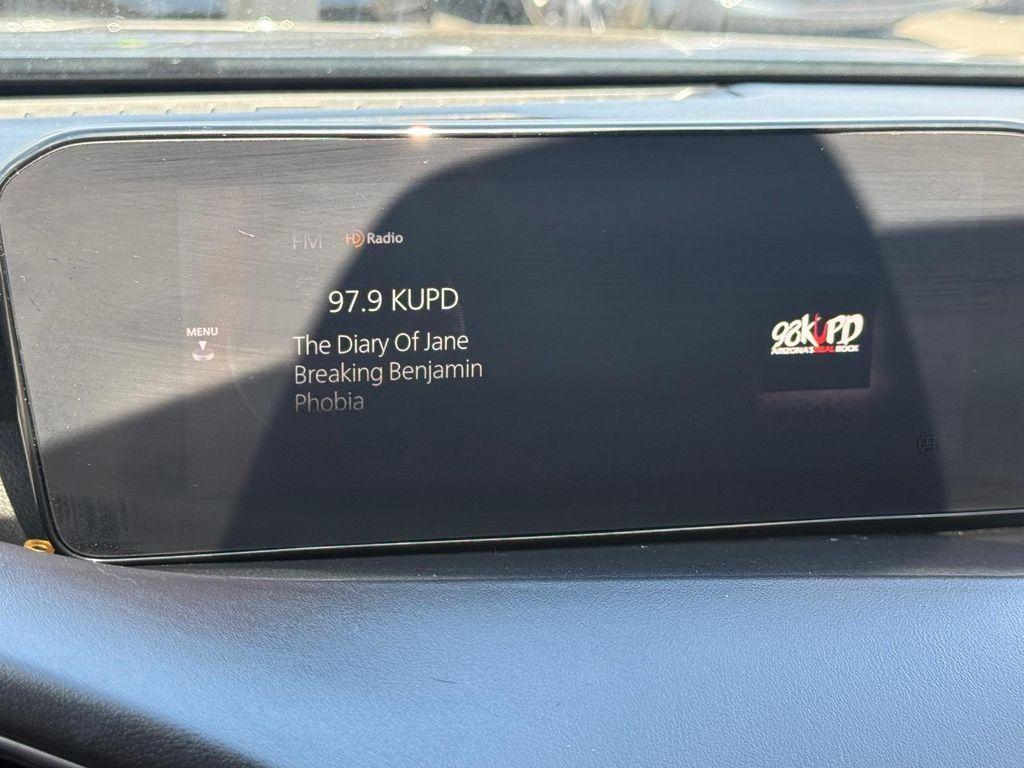 FM HD Radio
97.9 KUPD
MENU
The Diary Of Jane
Breaking Benjamin
Phobia
98KUPD
ARIZONA'S REAL ROCK